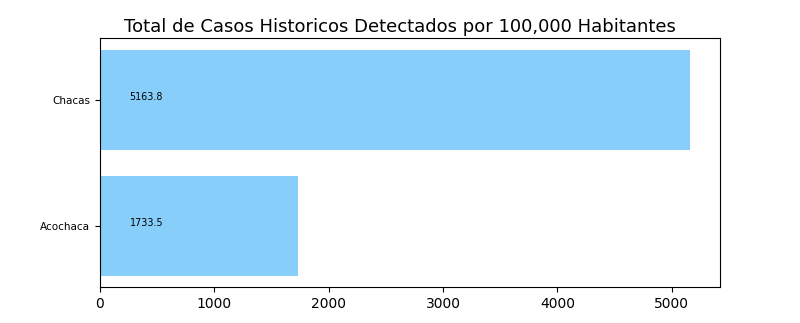 Total de Casos Historicos Detectados por 100,000 Habitantes
Chacas
5163.8
Acochaca
1733.5
0 1000 2000 3000 4000 5000